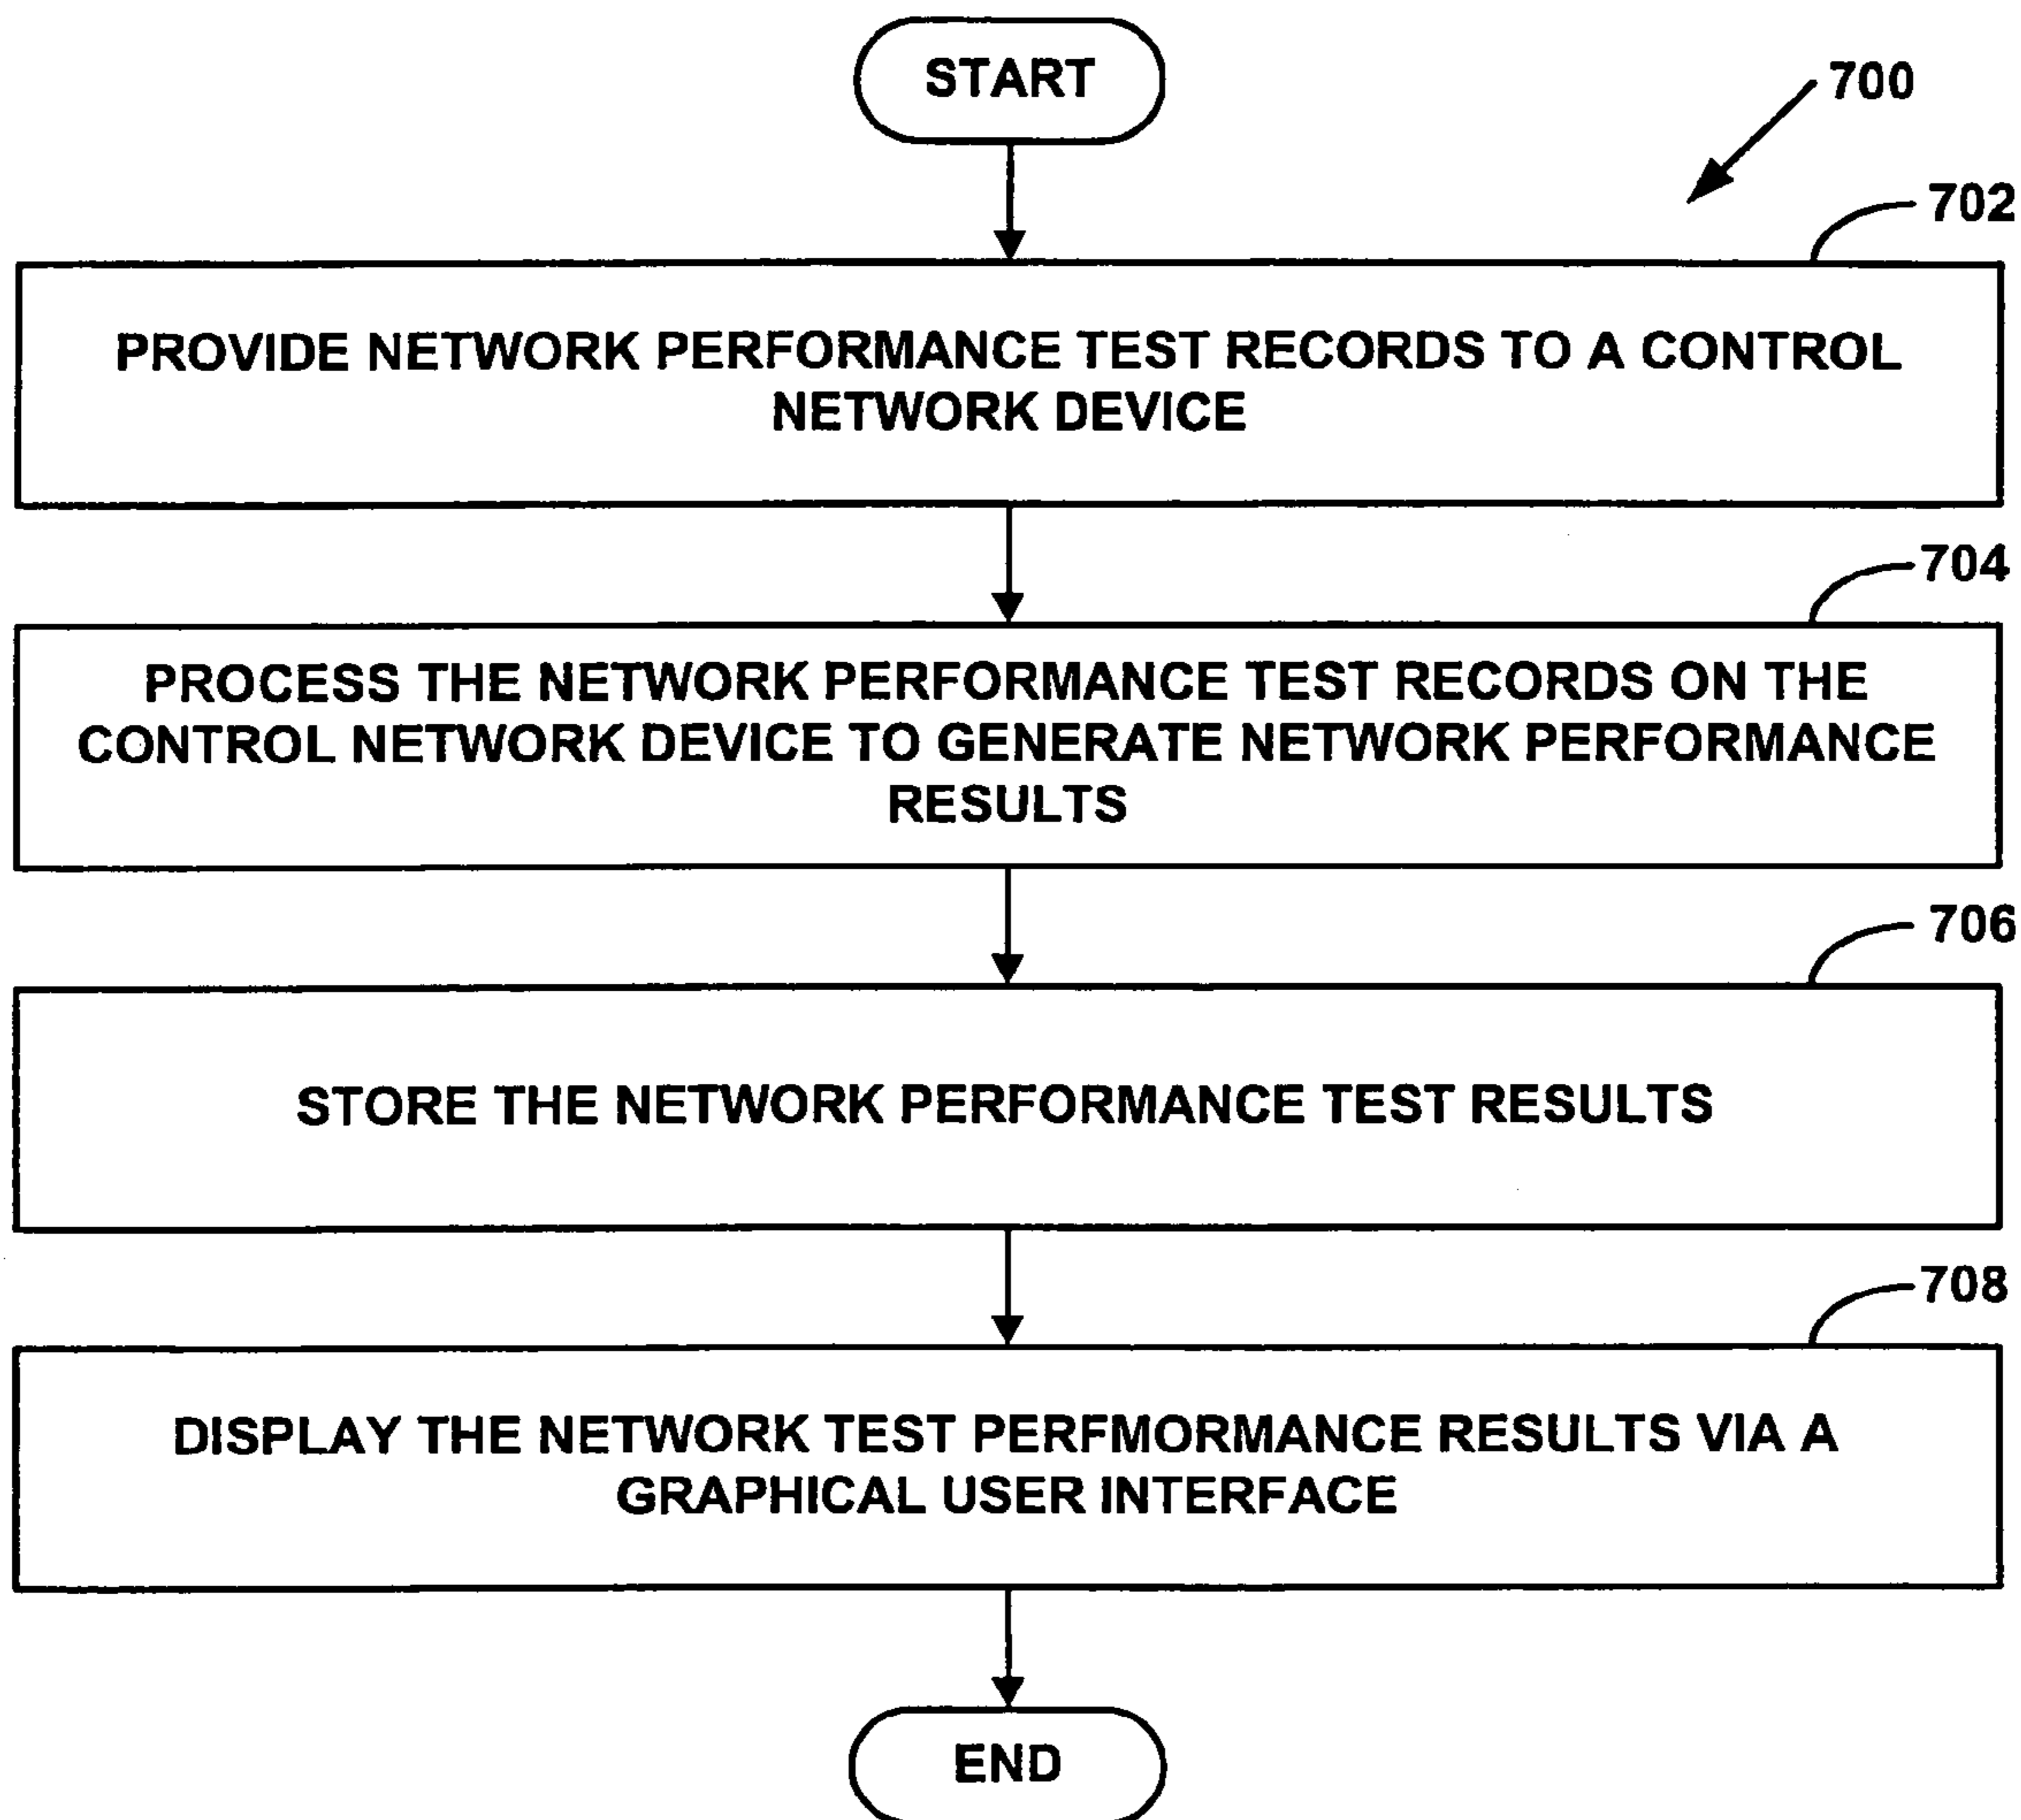 START
700
702
PROVIDE NETWORK PERFORMANCE TEST RECORDS TO A CONTROL
NETWORK DEVICE
704
PROCESS THE NETWORK PERFORMANCE TEST RECORDS ON THE
CONTROL NETWORK DEVICE TO GENERATE NETWORK PERFORMANCE
RESULTS
706
STORE THE NETWORK PERFORMANCE TEST RESULTS
708
DISPLAY THE NETWORK TEST PERFMORMANCE RESULTS VIA A
GRAPHICAL USER INTERFACE
END